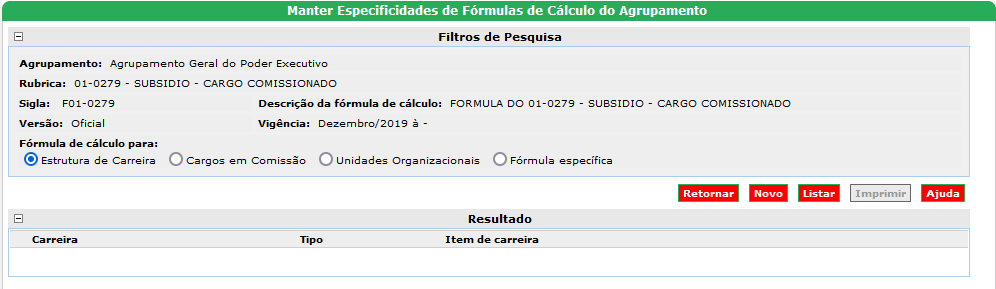 Manter Especificidades de Fórmulas de Cálculo do Agrupamento
Filtros de Pesquisa
Agrupamento: Agrupamento Geral do Poder Executivo
Rubrica: 01-0279 - SUBSIDIO - CARGO COMISSIONADO
Sigla: F01-0279 Descrição da fórmula de cálculo: FORMULA DO 01-0279 - SUBSIDIO - CARGO COMISSIONADO
Versão: Oficial Vigência: Dezembro/2019 à -
Fórmula de cálculo para:
Estrutura de Carreira Cargos em Comissão Unidades Organizacionais Fórmula específica
Retornar Novo Listar Imprimir Ajuda
Resultado
Carreira Tipo Item de carreira